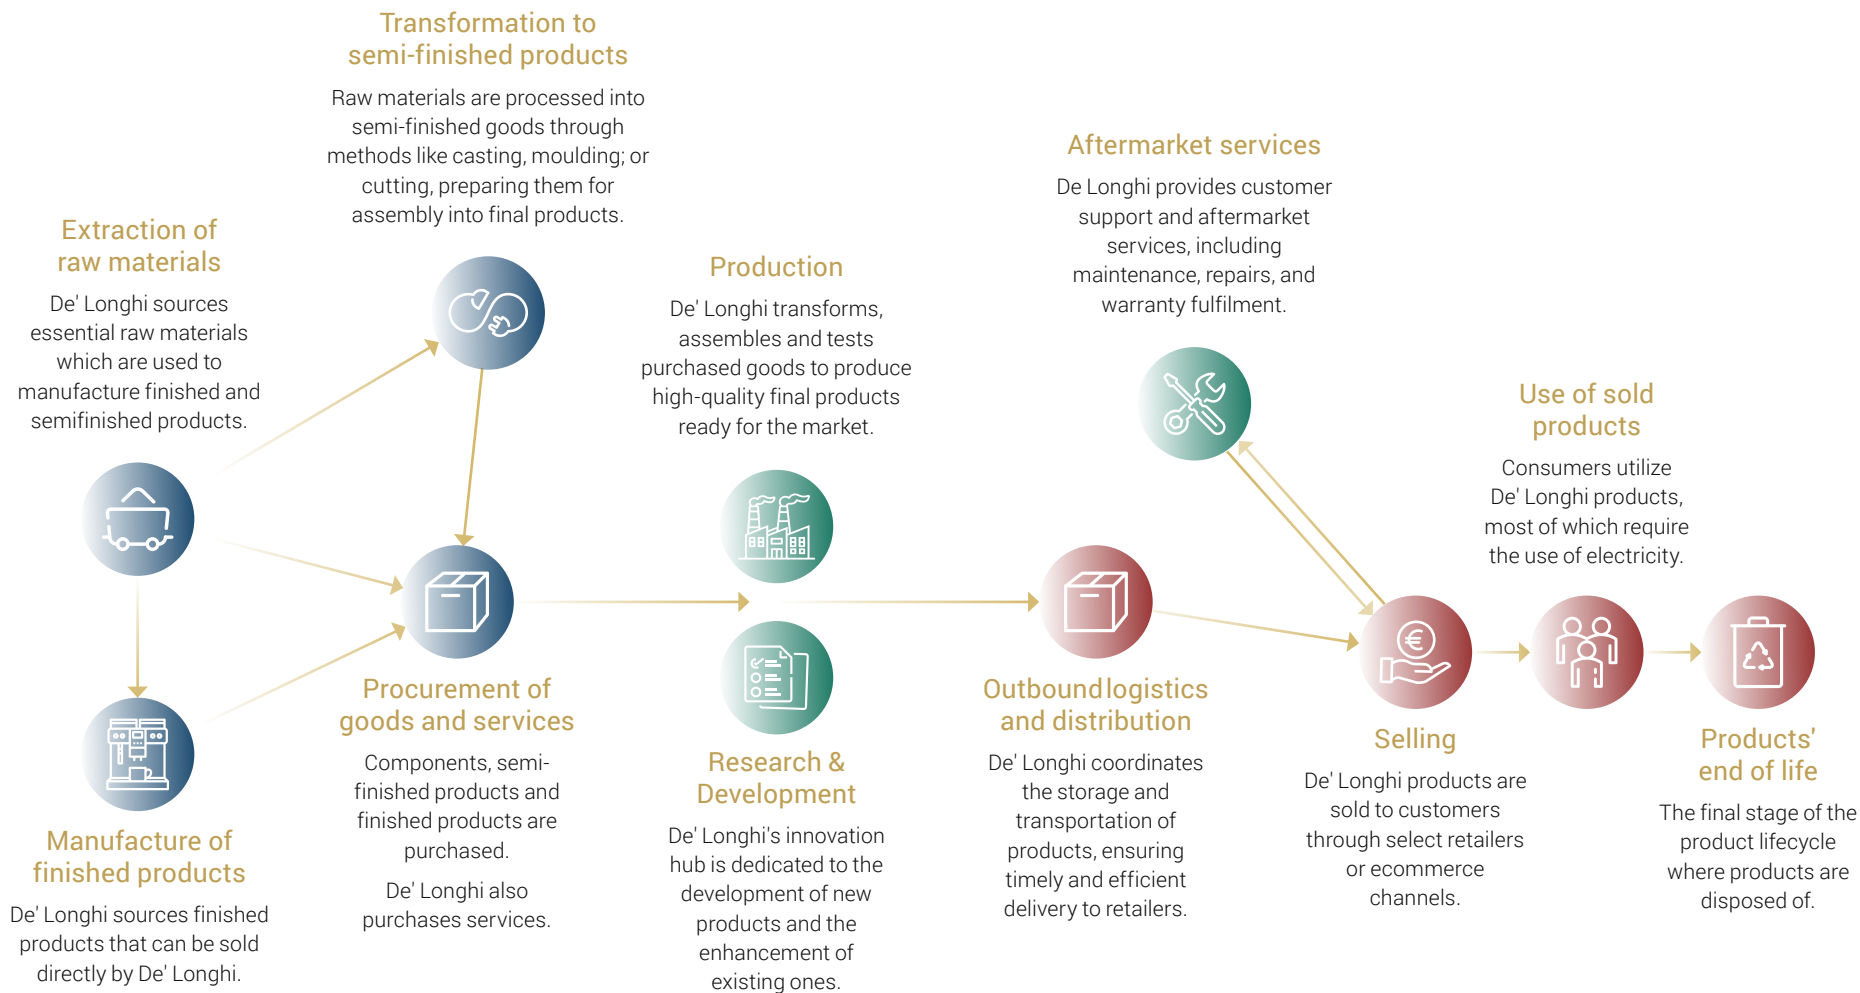 Transformation to
semi-finished products
Raw materials are processed into
semi-finished goods through
methods like casting, moulding; or
cutting, preparing them for
assembly into final products.
Extraction of
raw materials
De' Longhi sources
essential raw materials
which are used to
manufacture finished and
semifinished products.
Manufacture of
finished products
De' Longhi sources finished
products that can be sold
directly by De' Longhi.
Procurement of
goods and services
Components, semi-
finished products and
finished products are
purchased.
De' Longhi also
purchases services.
Production
De' Longhi transforms,
assembles and tests
purchased goods to produce
high-quality final products
ready for the market.
Research &
Development
De' Longhi's innovation
hub is dedicated to the
development of new
products and the
enhancement of
existing ones.
Outbound logistics
and distribution
De' Longhi coordinates
the storage and
transportation of
products, ensuring
timely and efficient
delivery to retailers.
Aftermarket services
De Longhi provides customer
support and aftermarket
services, including
maintenance, repairs, and
warranty fulfilment.
€
Selling
De' Longhi products are
sold to customers
through select retailers
or ecommerce
channels.
Use of sold
products
Consumers utilize
De' Longhi products,
most of which require
the use of electricity.
Products'
end of life
The final stage of the
product lifecycle
where products are
disposed of.